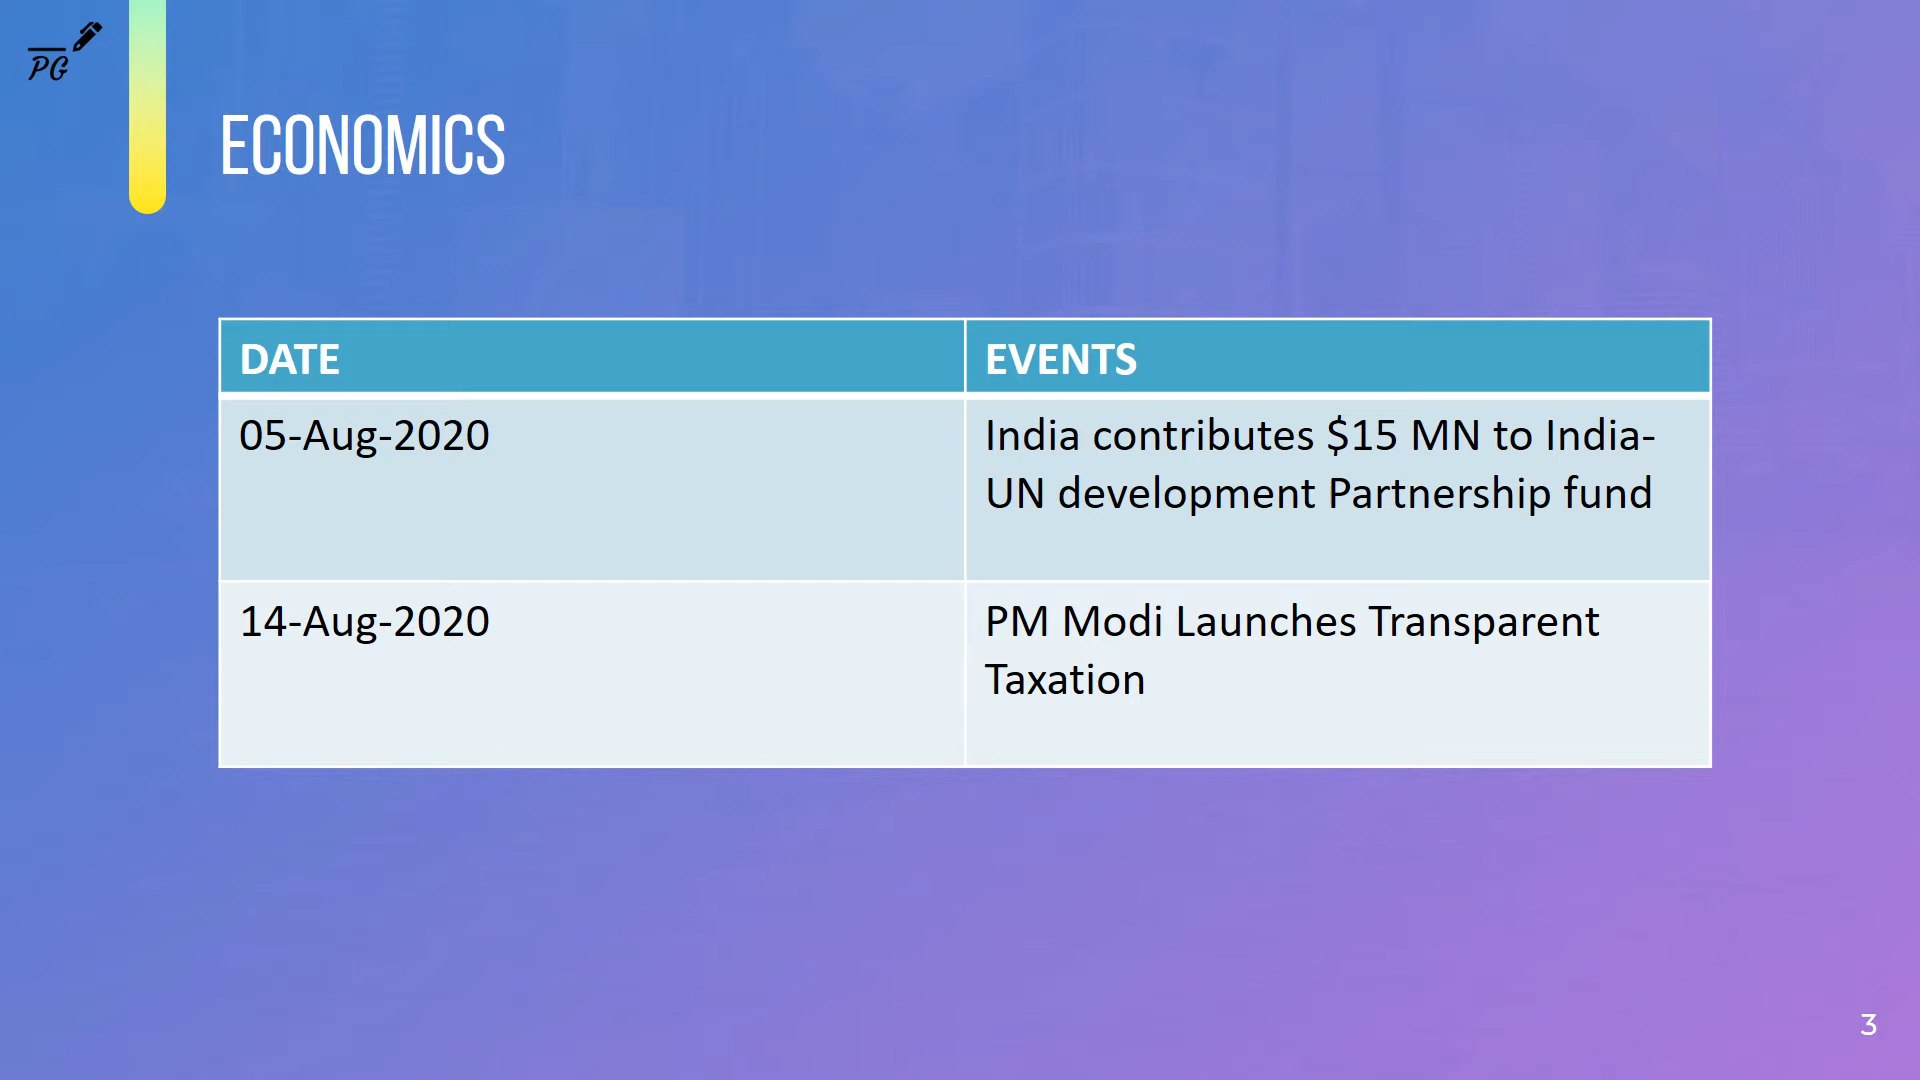 PG
ECONOMICS
DATE
EVENTS
05-Aug-2020
India contributes $15 MN to India-
UN development Partnership fund
14-Aug-2020
PM Modi Launches Transparent
Taxation
3